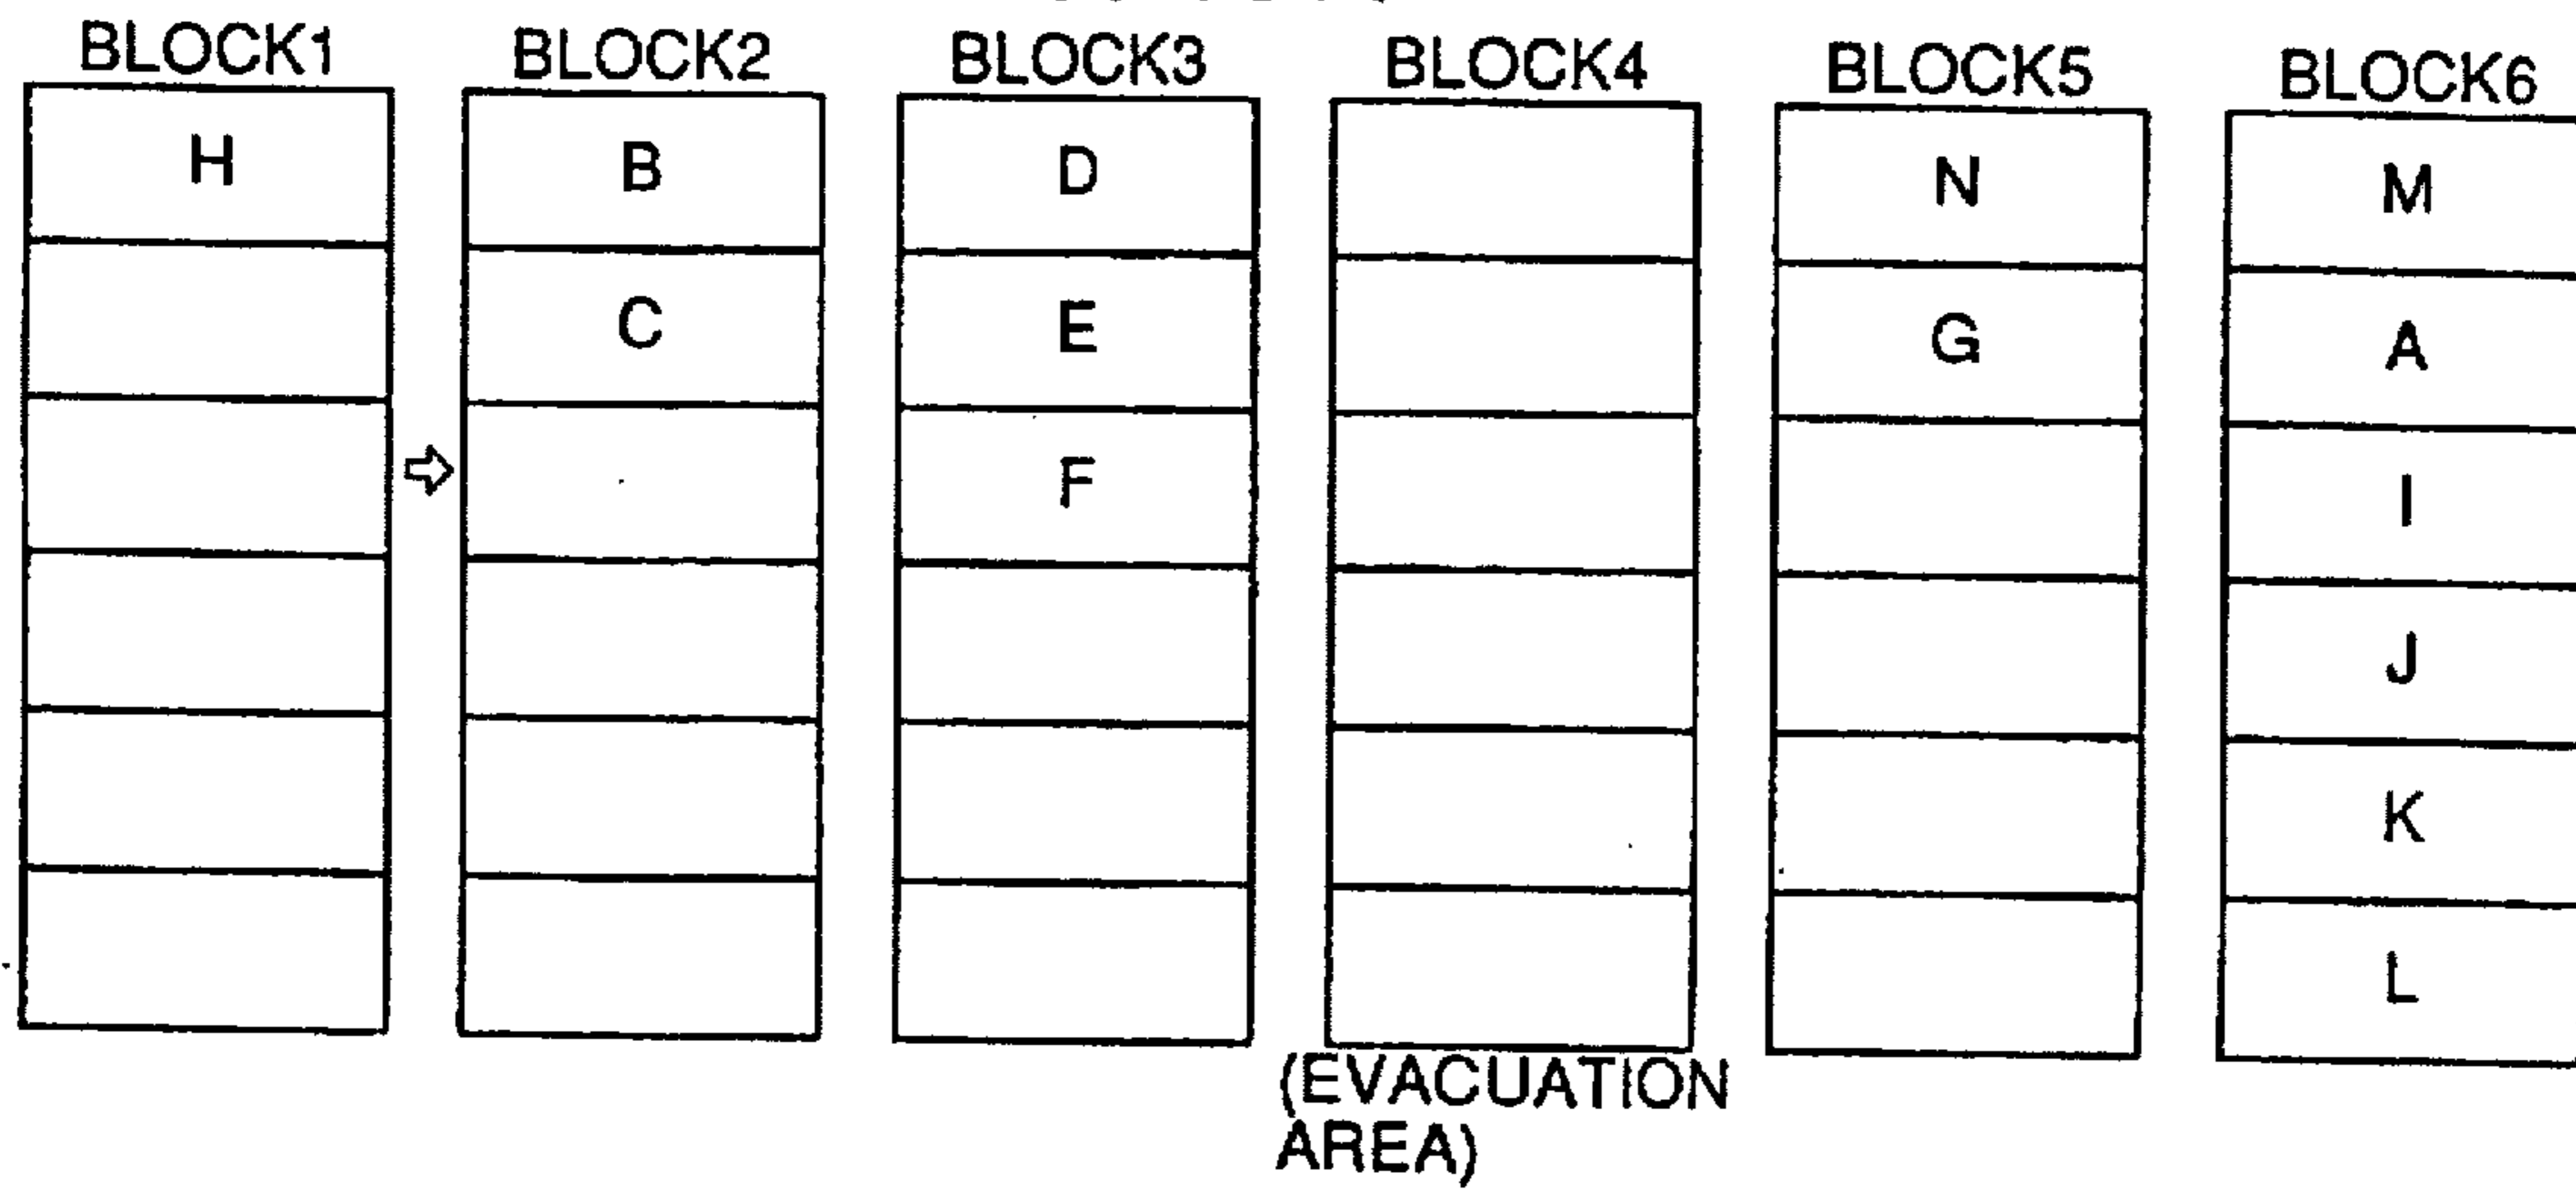 BLOCK1 BLOCK2 BLOCK3 BLOCK4 BLOCK5 BLOCK6
H B D N M
C E G A
F I
J
K
L
(EVACUATION
AREA)